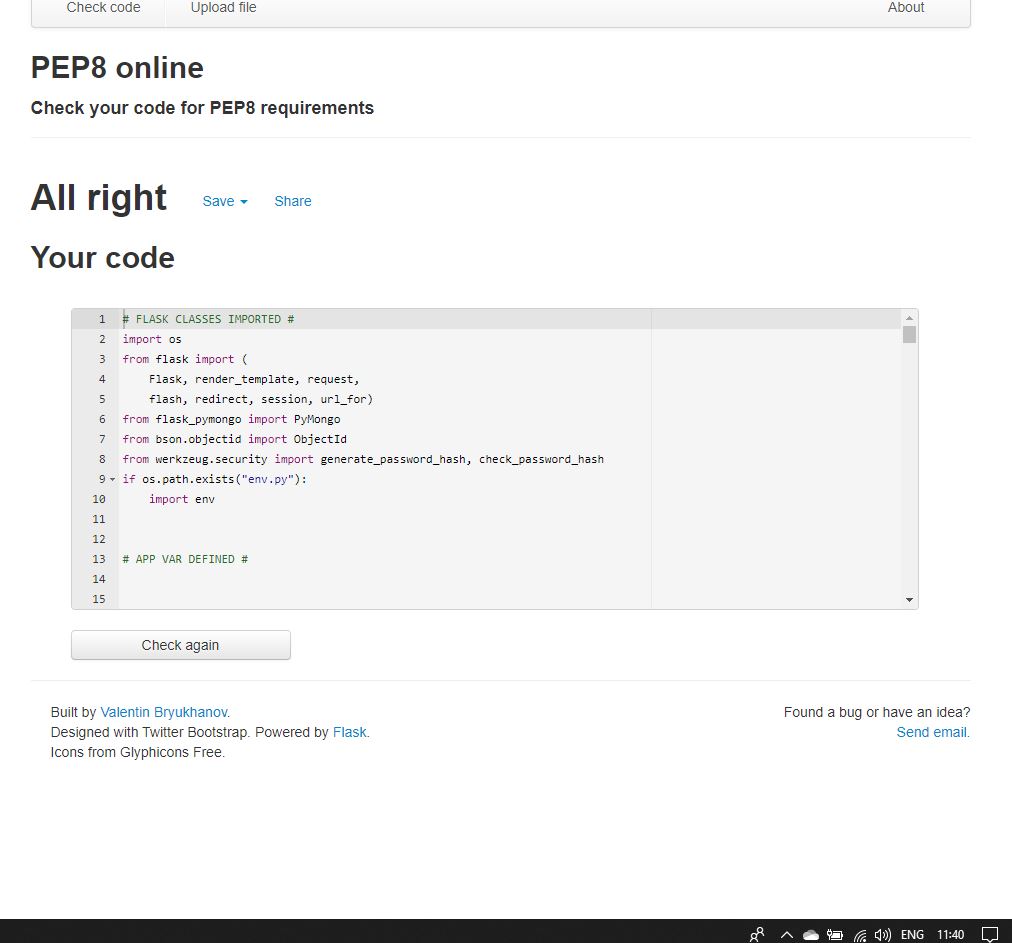 Check code Upload file About
PEP8 online
Check your code for PEP8 requirements
All right Save Share
Your code
1 # FLASK CLASSES IMPORTED #
2 import os
3 from flask import (
4     Flask, render_template, request,
5     flash, redirect, session, url_for)
6 from flask_pymongo import PyMongo
7 from bson.objectid import ObjectId
8 from werkzeug.security import generate_password_hash, check_password_hash
9 if os.path.exists("env.py"):
10     import env
11
12
13 # APP VAR DEFINED #
14
15
Check again
Built by Valentin Bryukhanov. Found a bug or have an idea?
Designed with Twitter Bootstrap. Powered by Flask. Send email.
Icons from Glyphicons Free.
ENG 11:40